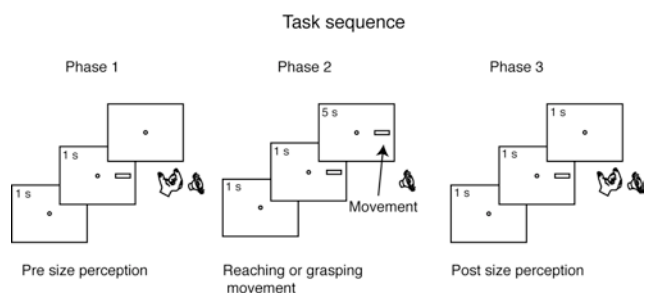 Task sequence
Phase 1
Phase 2
Phase 3
1 s
1 s
1 s
1 s
5 s
Movement
1 s
1 s
1 s
Pre size perception
Reaching or grasping
movement
Post size perception